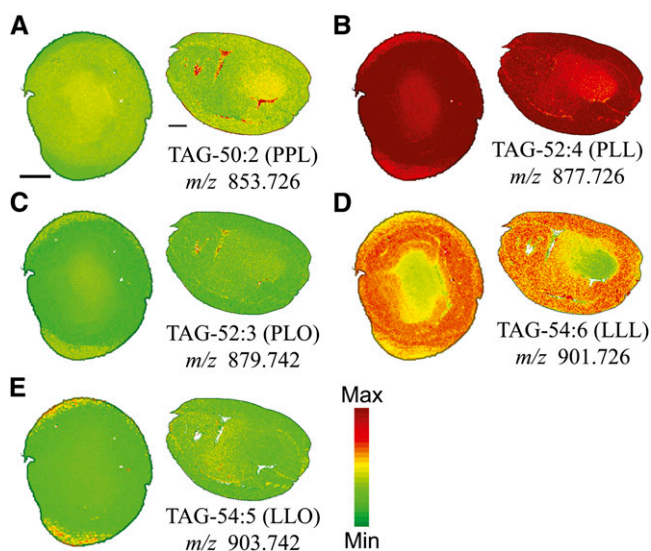 A
TAG-50:2 (PPL)
m/z 853.726
B
TAG-52:4 (PLL)
m/z 877.726
C
TAG-52:3 (PLO)
m/z 879.742
D
TAG-54:6 (LLL)
m/z 901.726
E
TAG-54:5 (LLO)
m/z 903.742
Max
Min